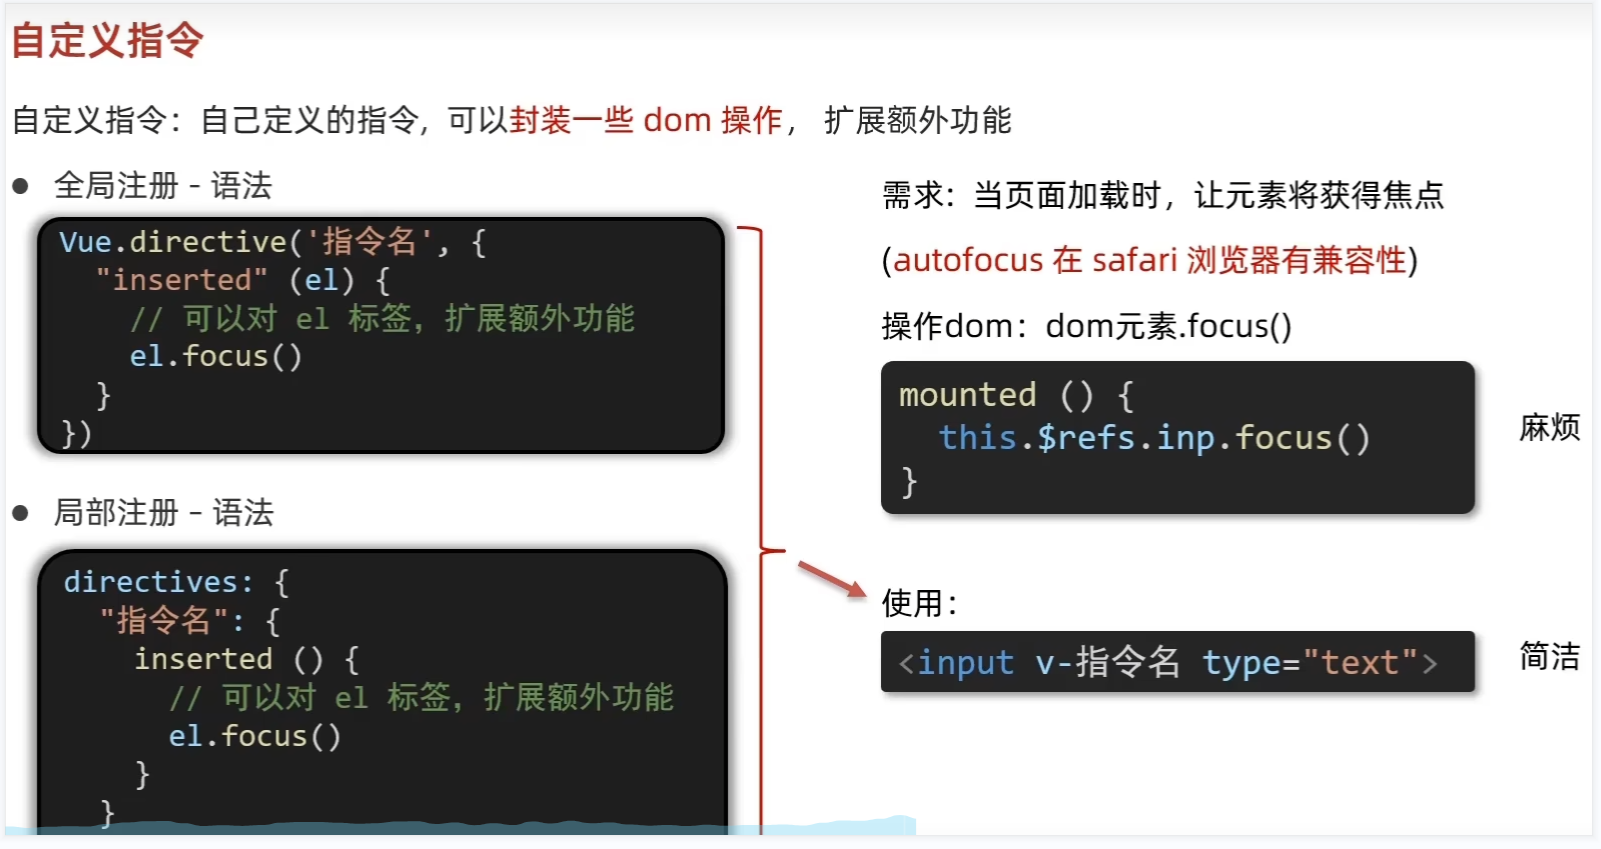 自定义指令
自定义指令：自己定义的指令，可以封装一些 dom 操作， 扩展额外功能
● 全局注册 - 语法
Vue.directive('指令名', {
  "inserted" (el) {
    // 可以对 el 标签，扩展额外功能
    el.focus()
  }
})
● 局部注册 - 语法
directives: {
  "指令名": {
    inserted () {
      // 可以对 el 标签，扩展额外功能
      el.focus()
    }
  }
需求：当页面加载时，让元素将获得焦点
(autofocus 在 safari 浏览器有兼容性)
操作dom：dom元素.focus()
mounted () {
  this.$refs.inp.focus()
}
麻烦
使用：
<input v-指令名 type="text">
简洁